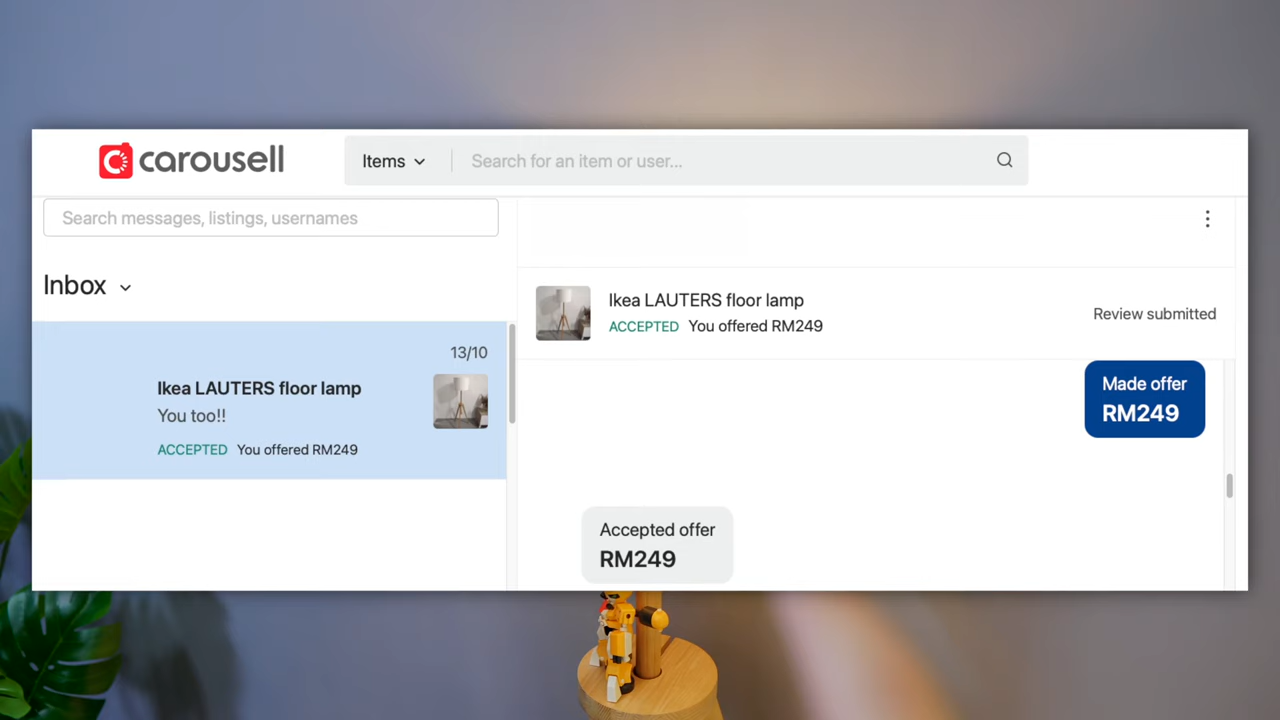 carousell
Items
Search for an item or user...
Search messages, listings, usernames
Inbox
13/10
Ikea LAUTERS floor lamp
You too!!
ACCEPTED You offered RM249
Ikea LAUTERS floor lamp
ACCEPTED You offered RM249
Review submitted
Made offer
RM249
Accepted offer
RM249